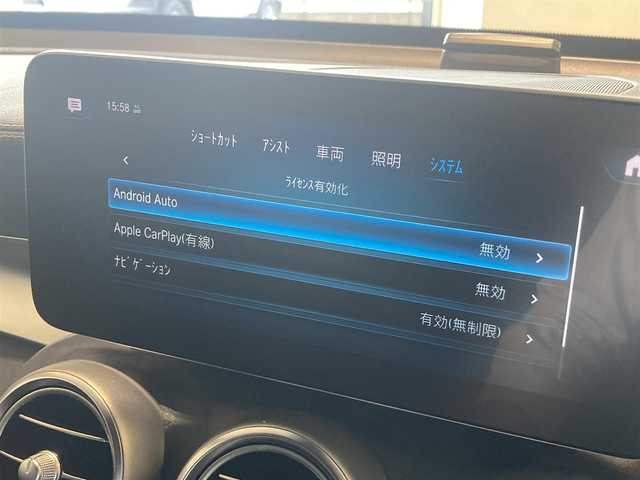 15:58
ショートカット アシスト 車両 照明 システム
ライセンス有効化
Android Auto 無効
Apple CarPlay(有線) 無効
ナビゲーション 有効(無制限)